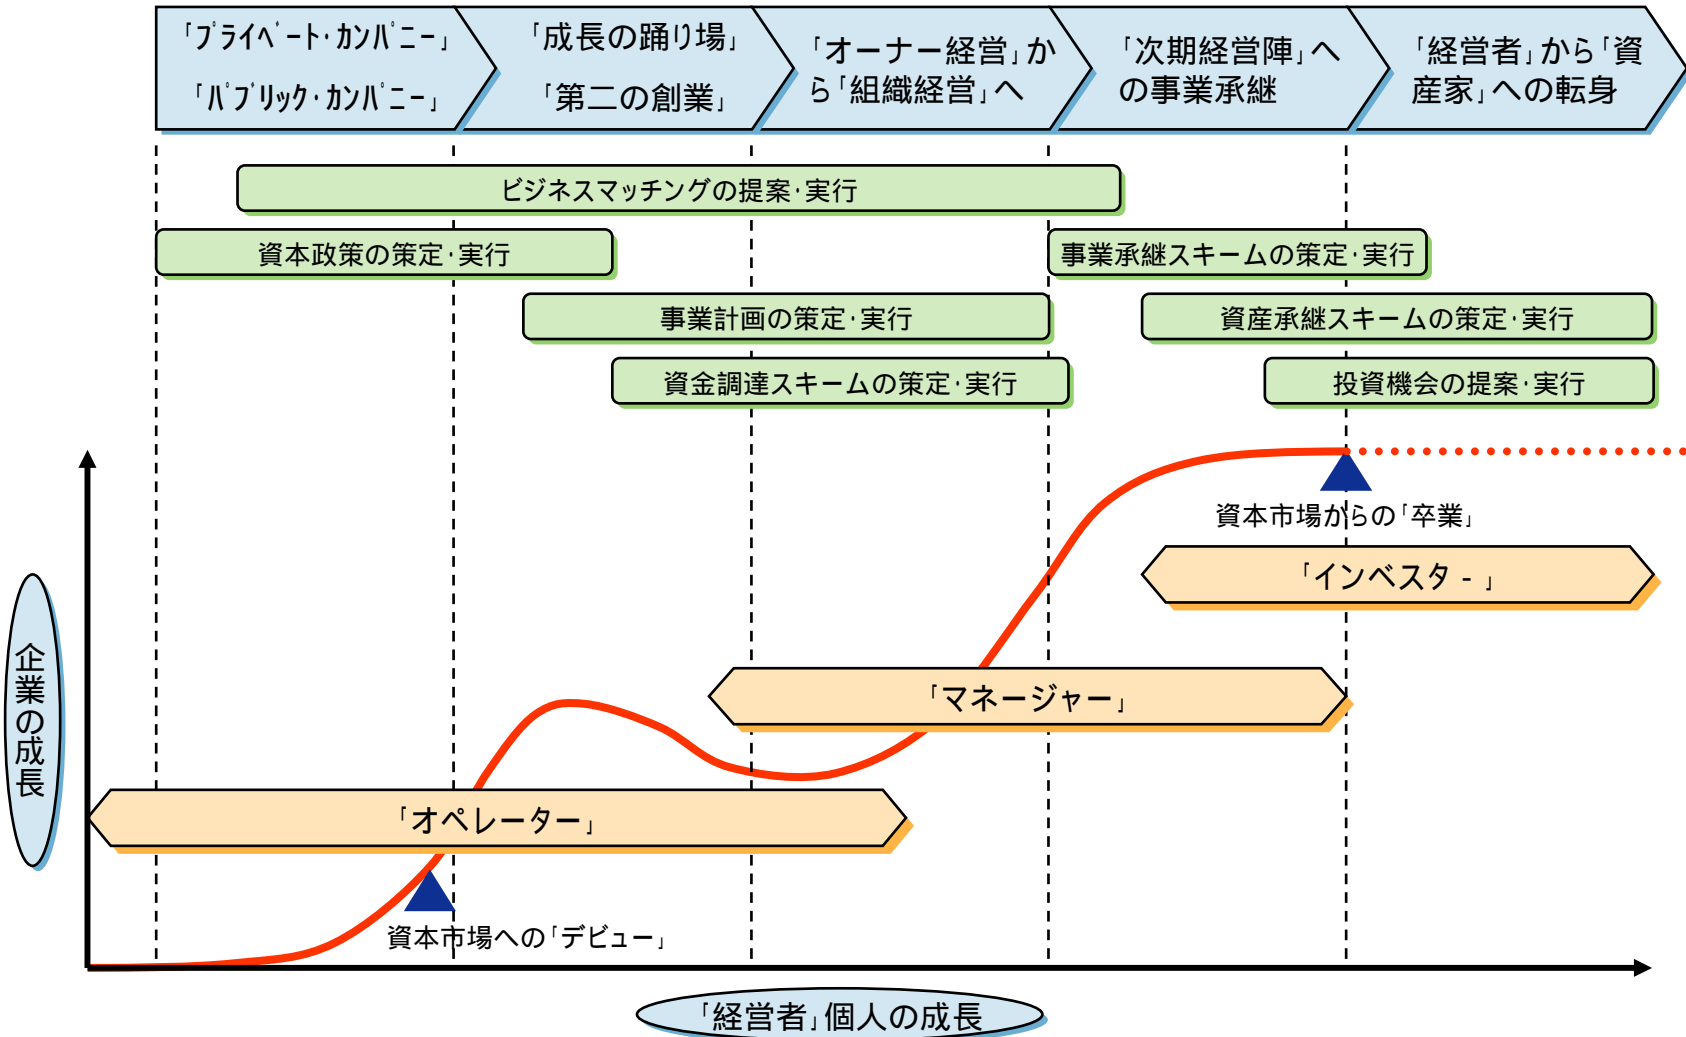 「プライベート・カンパニー」
「パブリック・カンパニー」
「成長の踊り場」
「第二の創業」
「オーナー経営」か
ら「組織経営」へ
「次期経営陣」へ
の事業承継
「経営者」から「資
産家」への転身
ビジネスマッチングの提案・実行
資本政策の策定・実行
事業承継スキームの策定・実行
事業計画の策定・実行
資産承継スキームの策定・実行
資金調達スキームの策定・実行
投資機会の提案・実行
資本市場からの「卒業」
「インベスタ - 」
企業の成長
「マネージャー」
「オペレーター」
資本市場への「デビュー」
「経営者」個人の成長